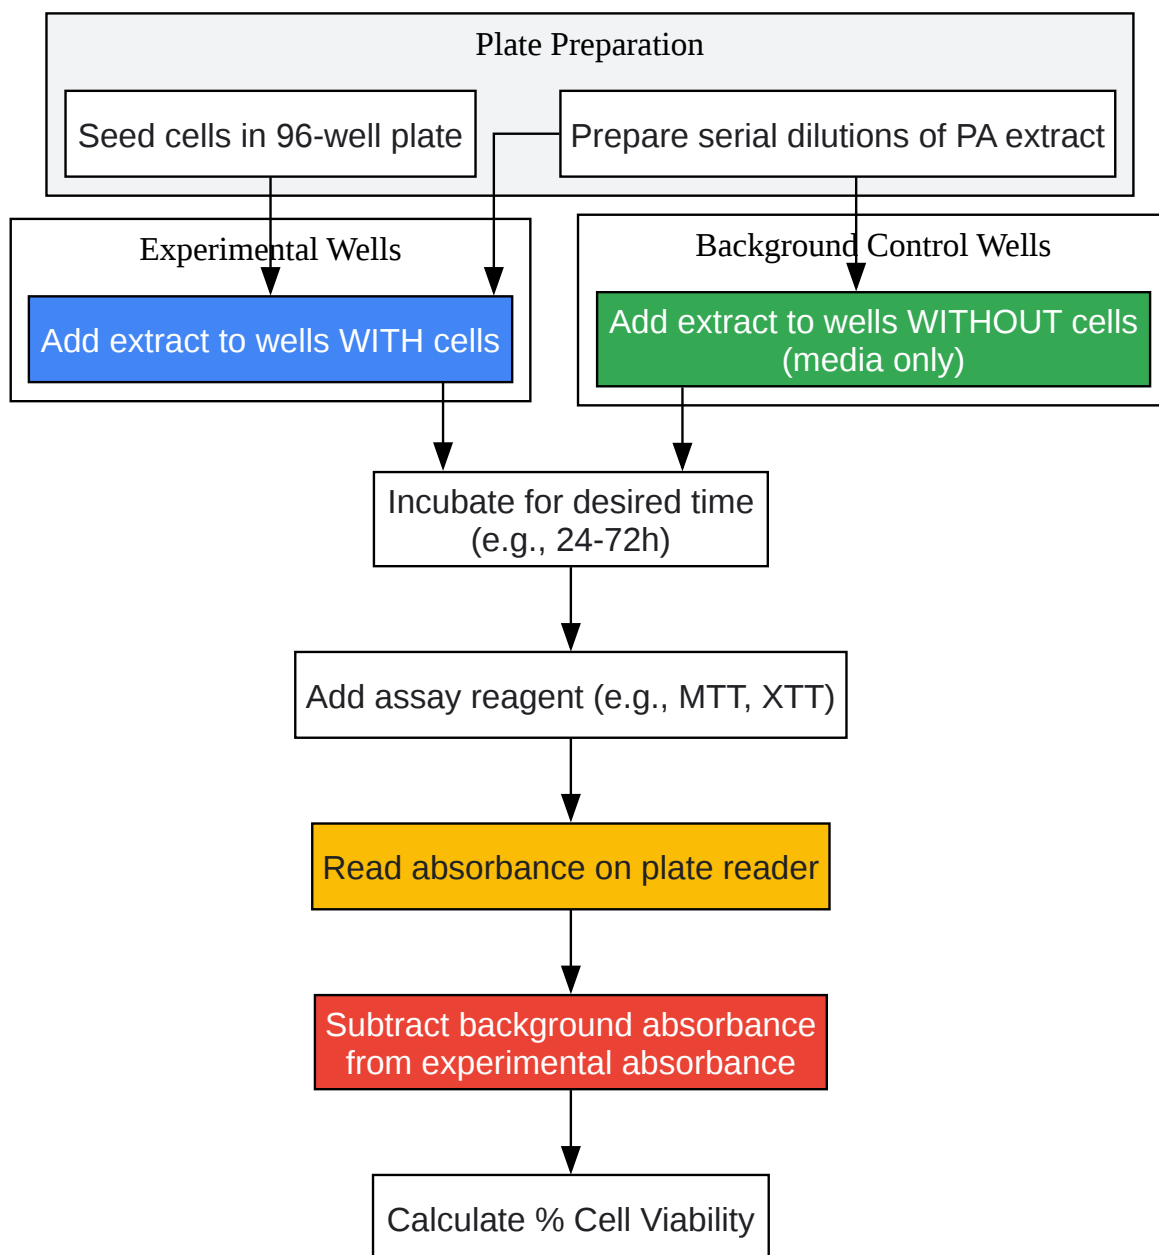 Plate Preparation
Seed cells in 96-well plate
Prepare serial dilutions of PA extract
Experimental Wells
Background Control Wells
Add extract to wells WITH cells
Add extract to wells WITHOUT cells
(media only)
Incubate for desired time
(e.g., 24-72h)
Add assay reagent (e.g., MTT, XTT)
Read absorbance on plate reader
Subtract background absorbance
from experimental absorbance
Calculate % Cell Viability